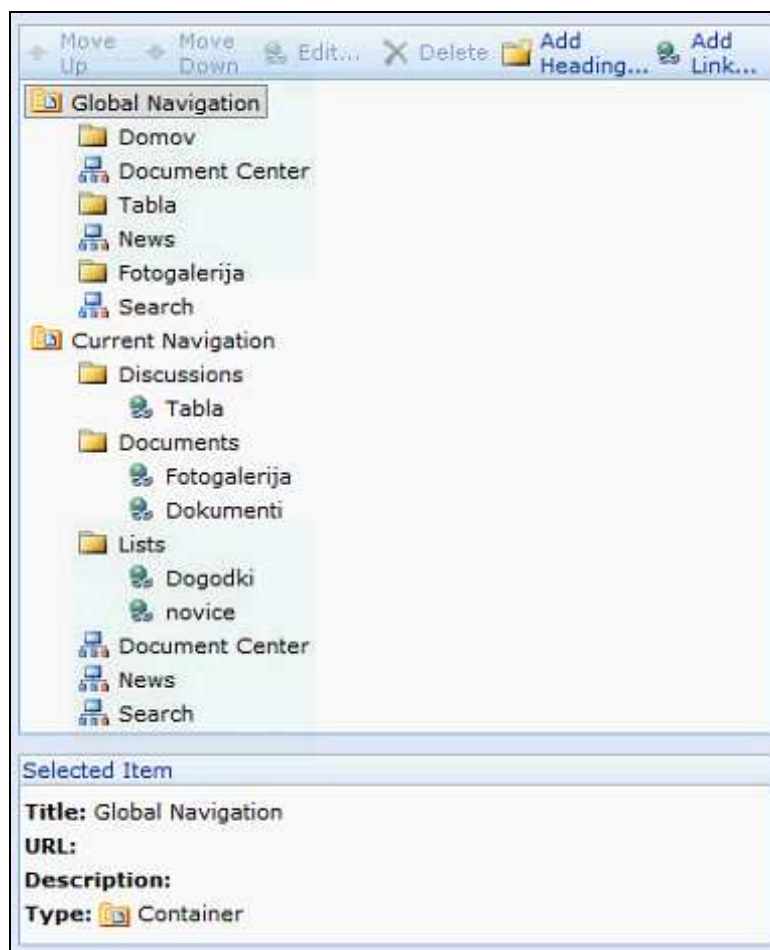 Move Up Move Down Edit... Delete Add Heading... Add Link...
Global Navigation
Domov
Document Center
Tabla
News
Fotogalerija
Search
Current Navigation
Discussions
Tabla
Documents
Fotogalerija
Dokumenti
Lists
Dogodki
novice
Document Center
News
Search
Selected Item
Title: Global Navigation
URL:
Description:
Type: Container